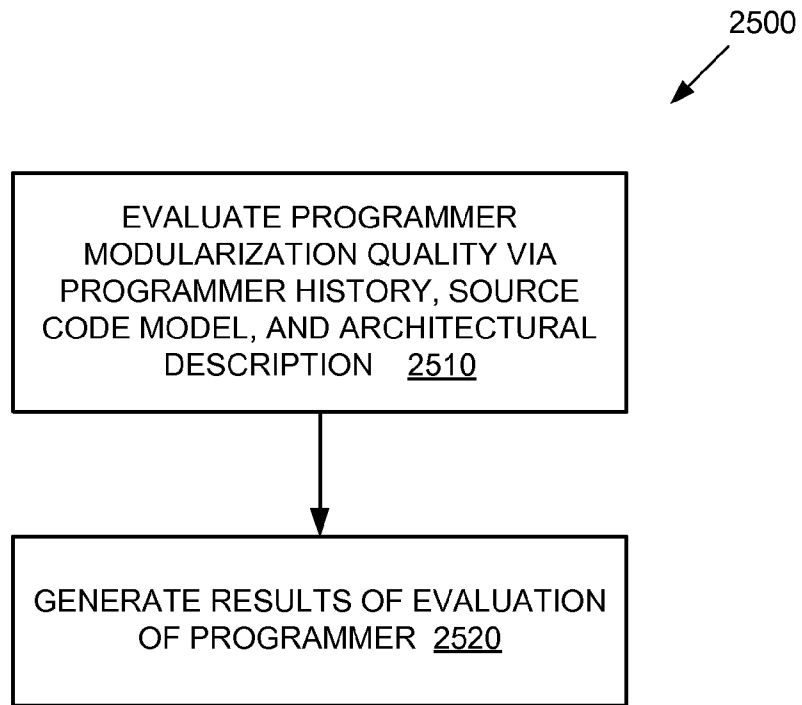 2500
EVALUATE PROGRAMMER
MODULARIZATION QUALITY VIA
PROGRAMMER HISTORY, SOURCE
CODE MODEL, AND ARCHITECTURAL
DESCRIPTION 2510
GENERATE RESULTS OF EVALUATION
OF PROGRAMMER 2520